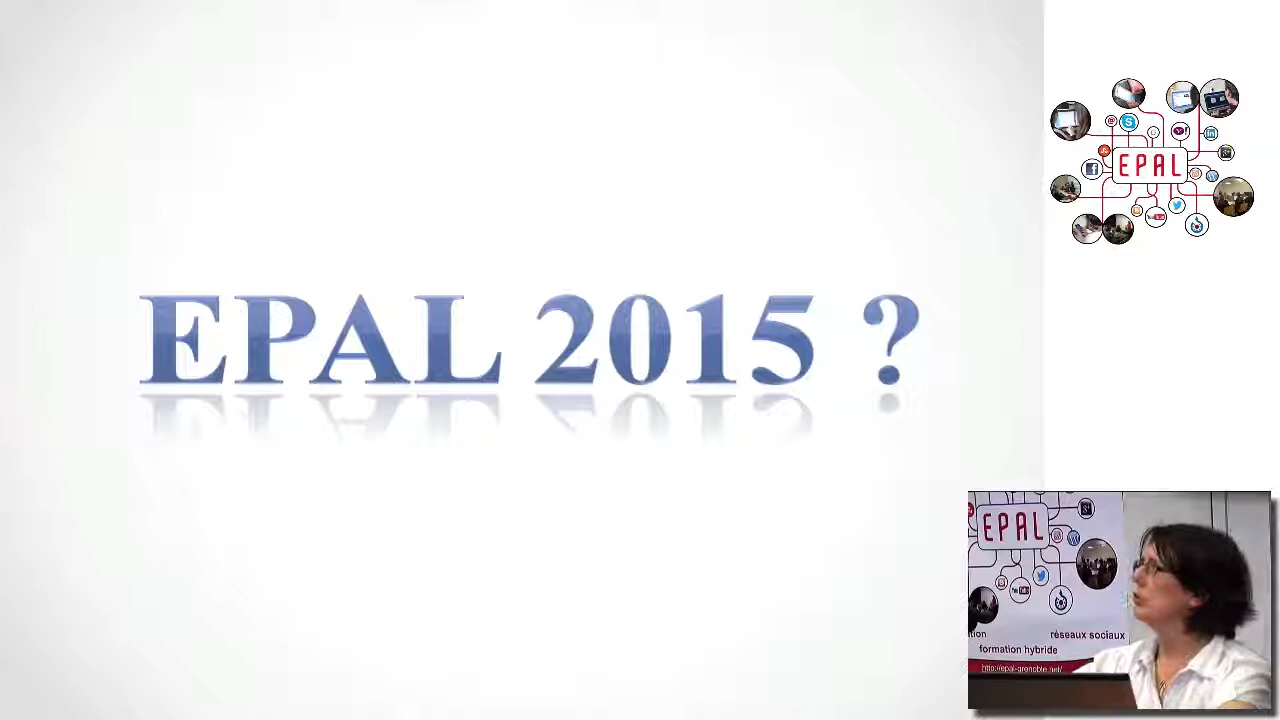 EPAL 2015 ?
EPAL
EPAL
réseaux sociaux
formation hybride
http://epal-grenoble.net/